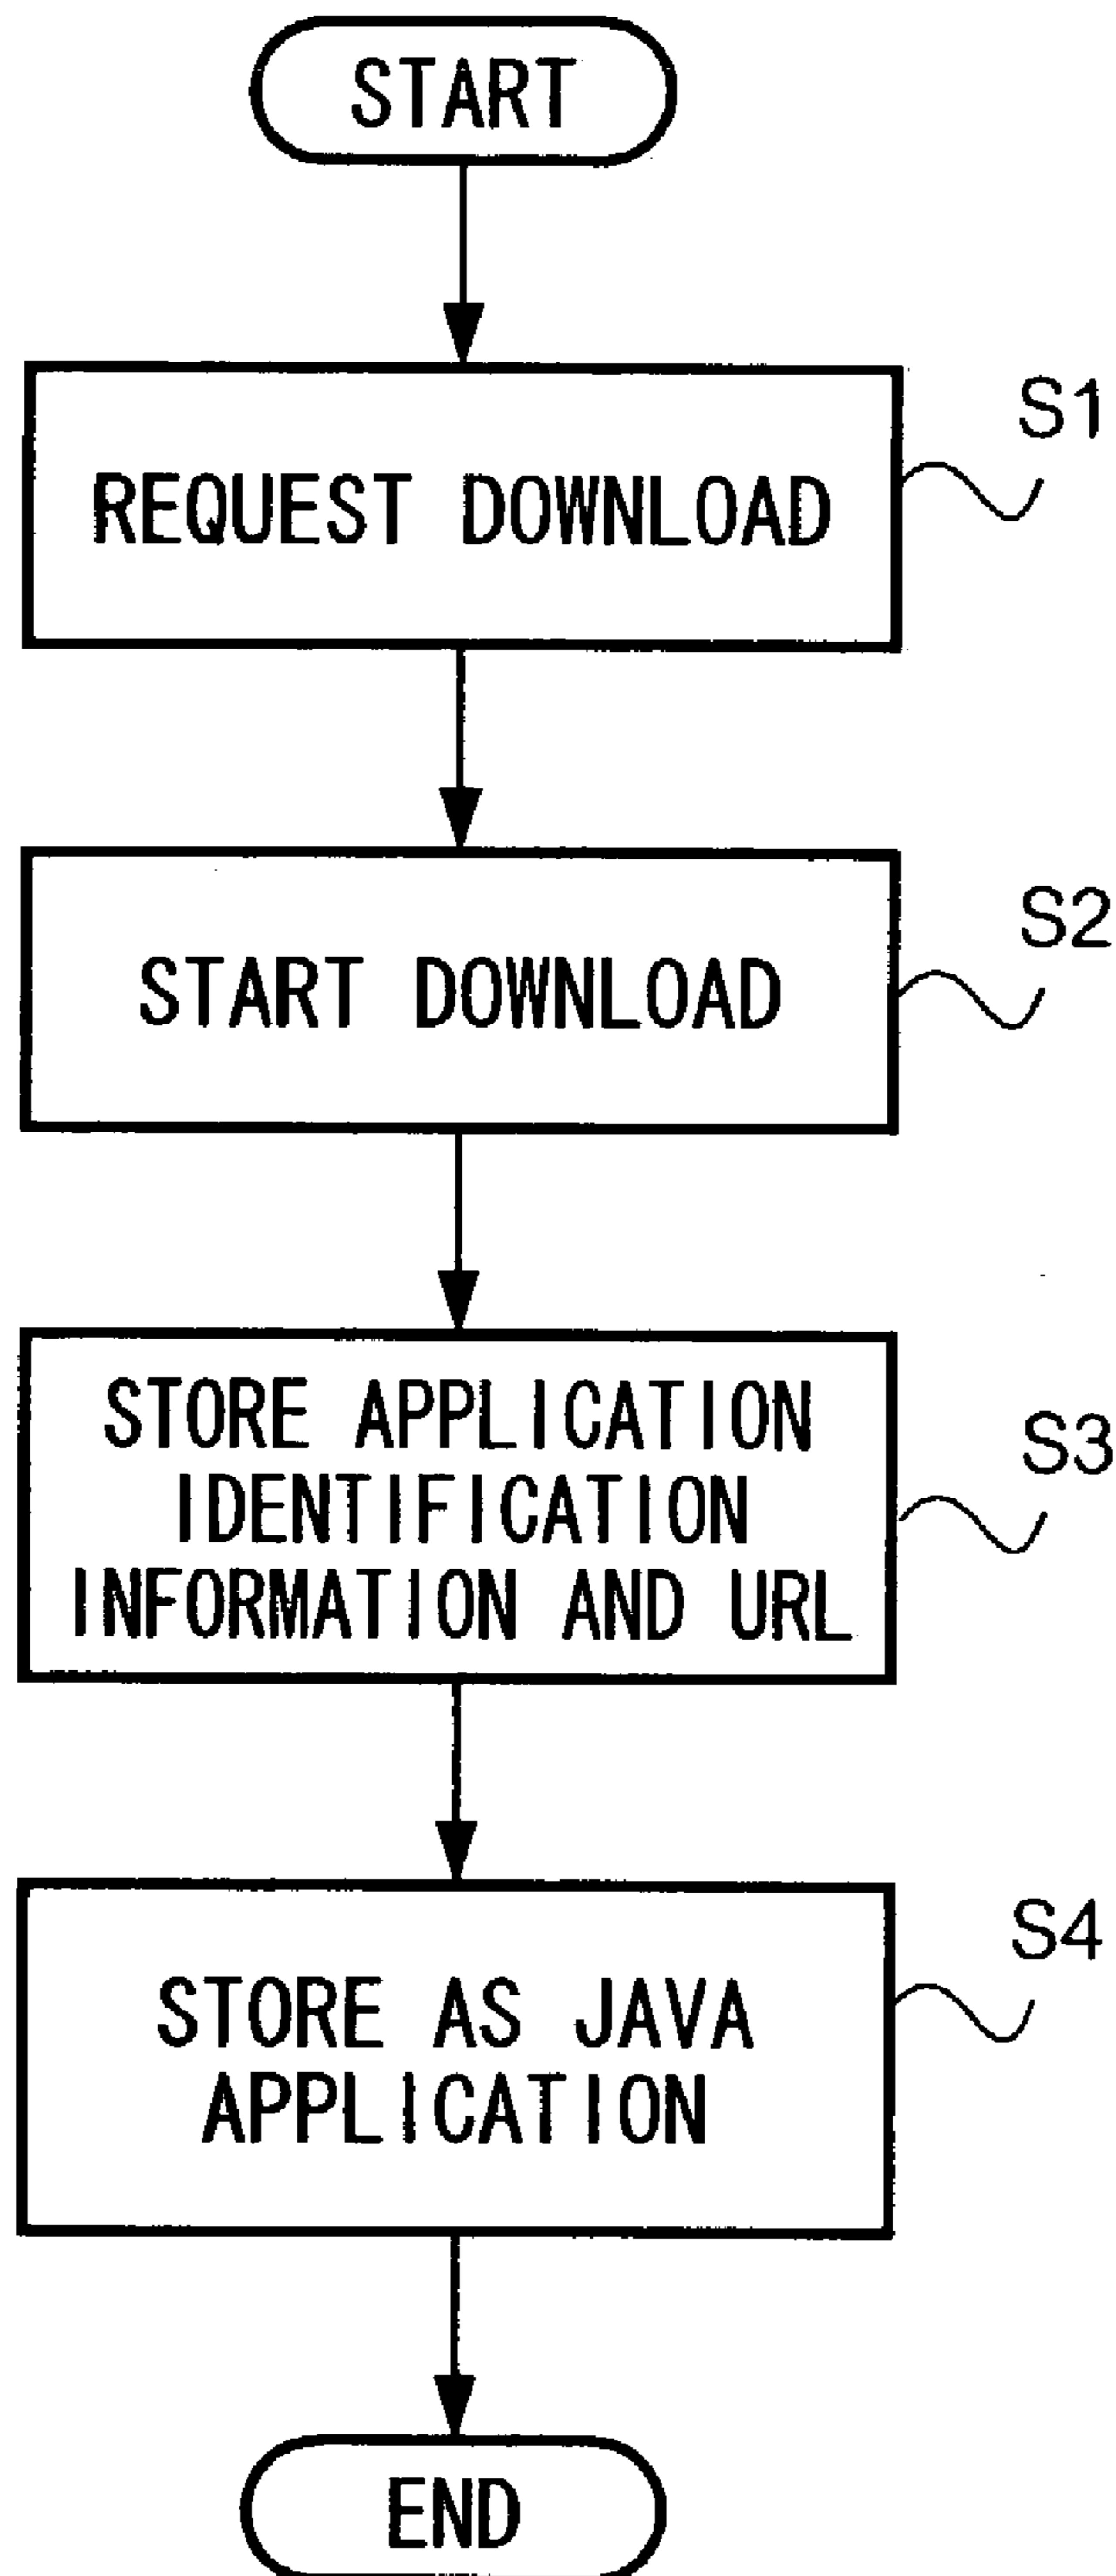 START
REQUEST DOWNLOAD
S1
START DOWNLOAD
S2
STORE APPLICATION
IDENTIFICATION
INFORMATION AND URL
S3
STORE AS JAVA
APPLICATION
S4
END